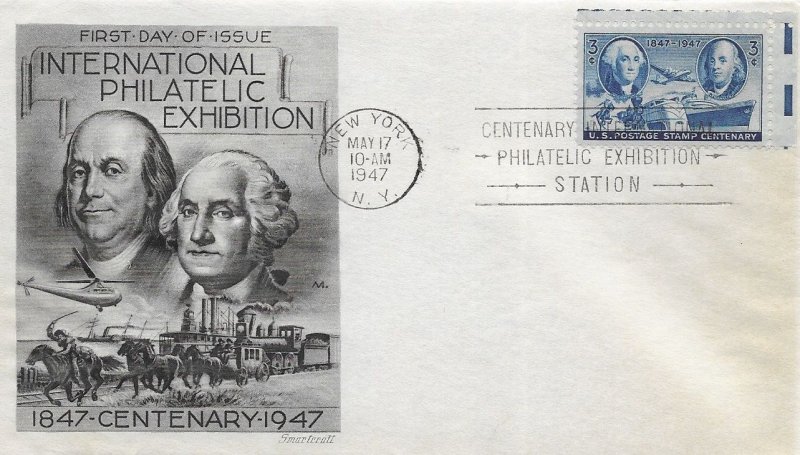 FIRST·DAY·OF·ISSUE
INTERNATIONAL
PHILATELIC
EXHIBITION
M.
1847-CENTENARY-1947
Smartcraft
NEW YORK
MAY 17
10-AM
1947
N. Y.
3¢ 1847-1947 3¢
U.S. POSTAGE STAMP CENTENARY
CENTENARY INTERNATIONAL
PHILATELIC EXHIBITION
STATION